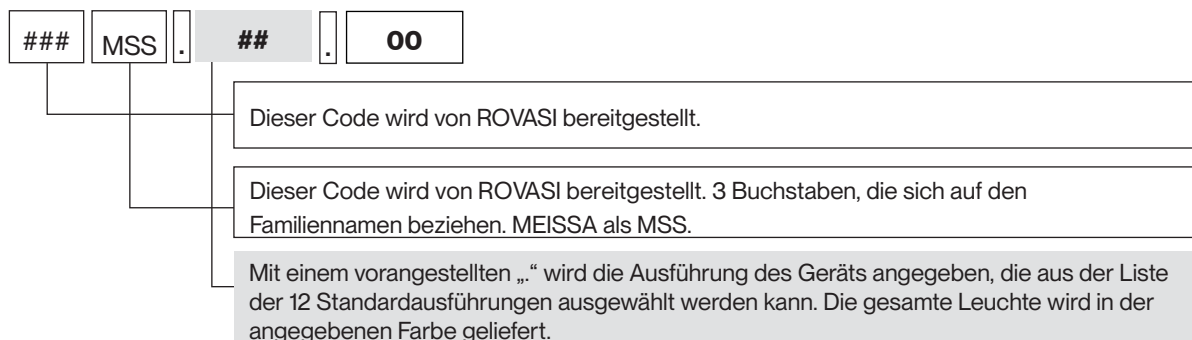 ### MSS . ## . 00
Dieser Code wird von ROVASI bereitgestellt.
Dieser Code wird von ROVASI bereitgestellt. 3 Buchstaben, die sich auf den
Familiennamen beziehen. MEISSA als MSS.
Mit einem vorangestellten „.“ wird die Ausführung des Geräts angegeben, die aus der Liste
der 12 Standardausführungen ausgewählt werden kann. Die gesamte Leuchte wird in der
angegebenen Farbe geliefert.